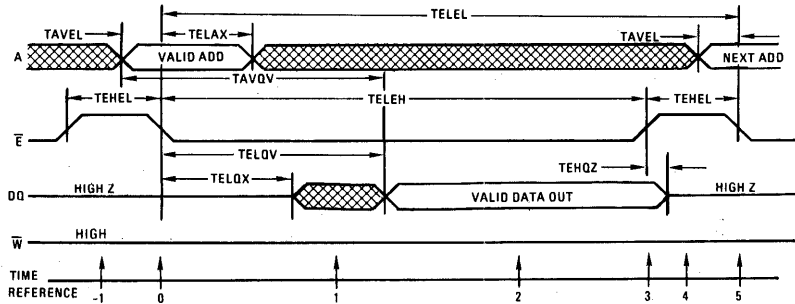 TELEL
TAVEL TELAX TAVEL
A VALID ADD NEXT ADD
TAVQV
TEHEL TELEH TEHEL
E
TELQV
TEHQZ
TELQX
DQ HIGH Z VALID DATA OUT HIGH Z
W HIGH
TIME REFERENCE
-1 0 1 2 3 4 5